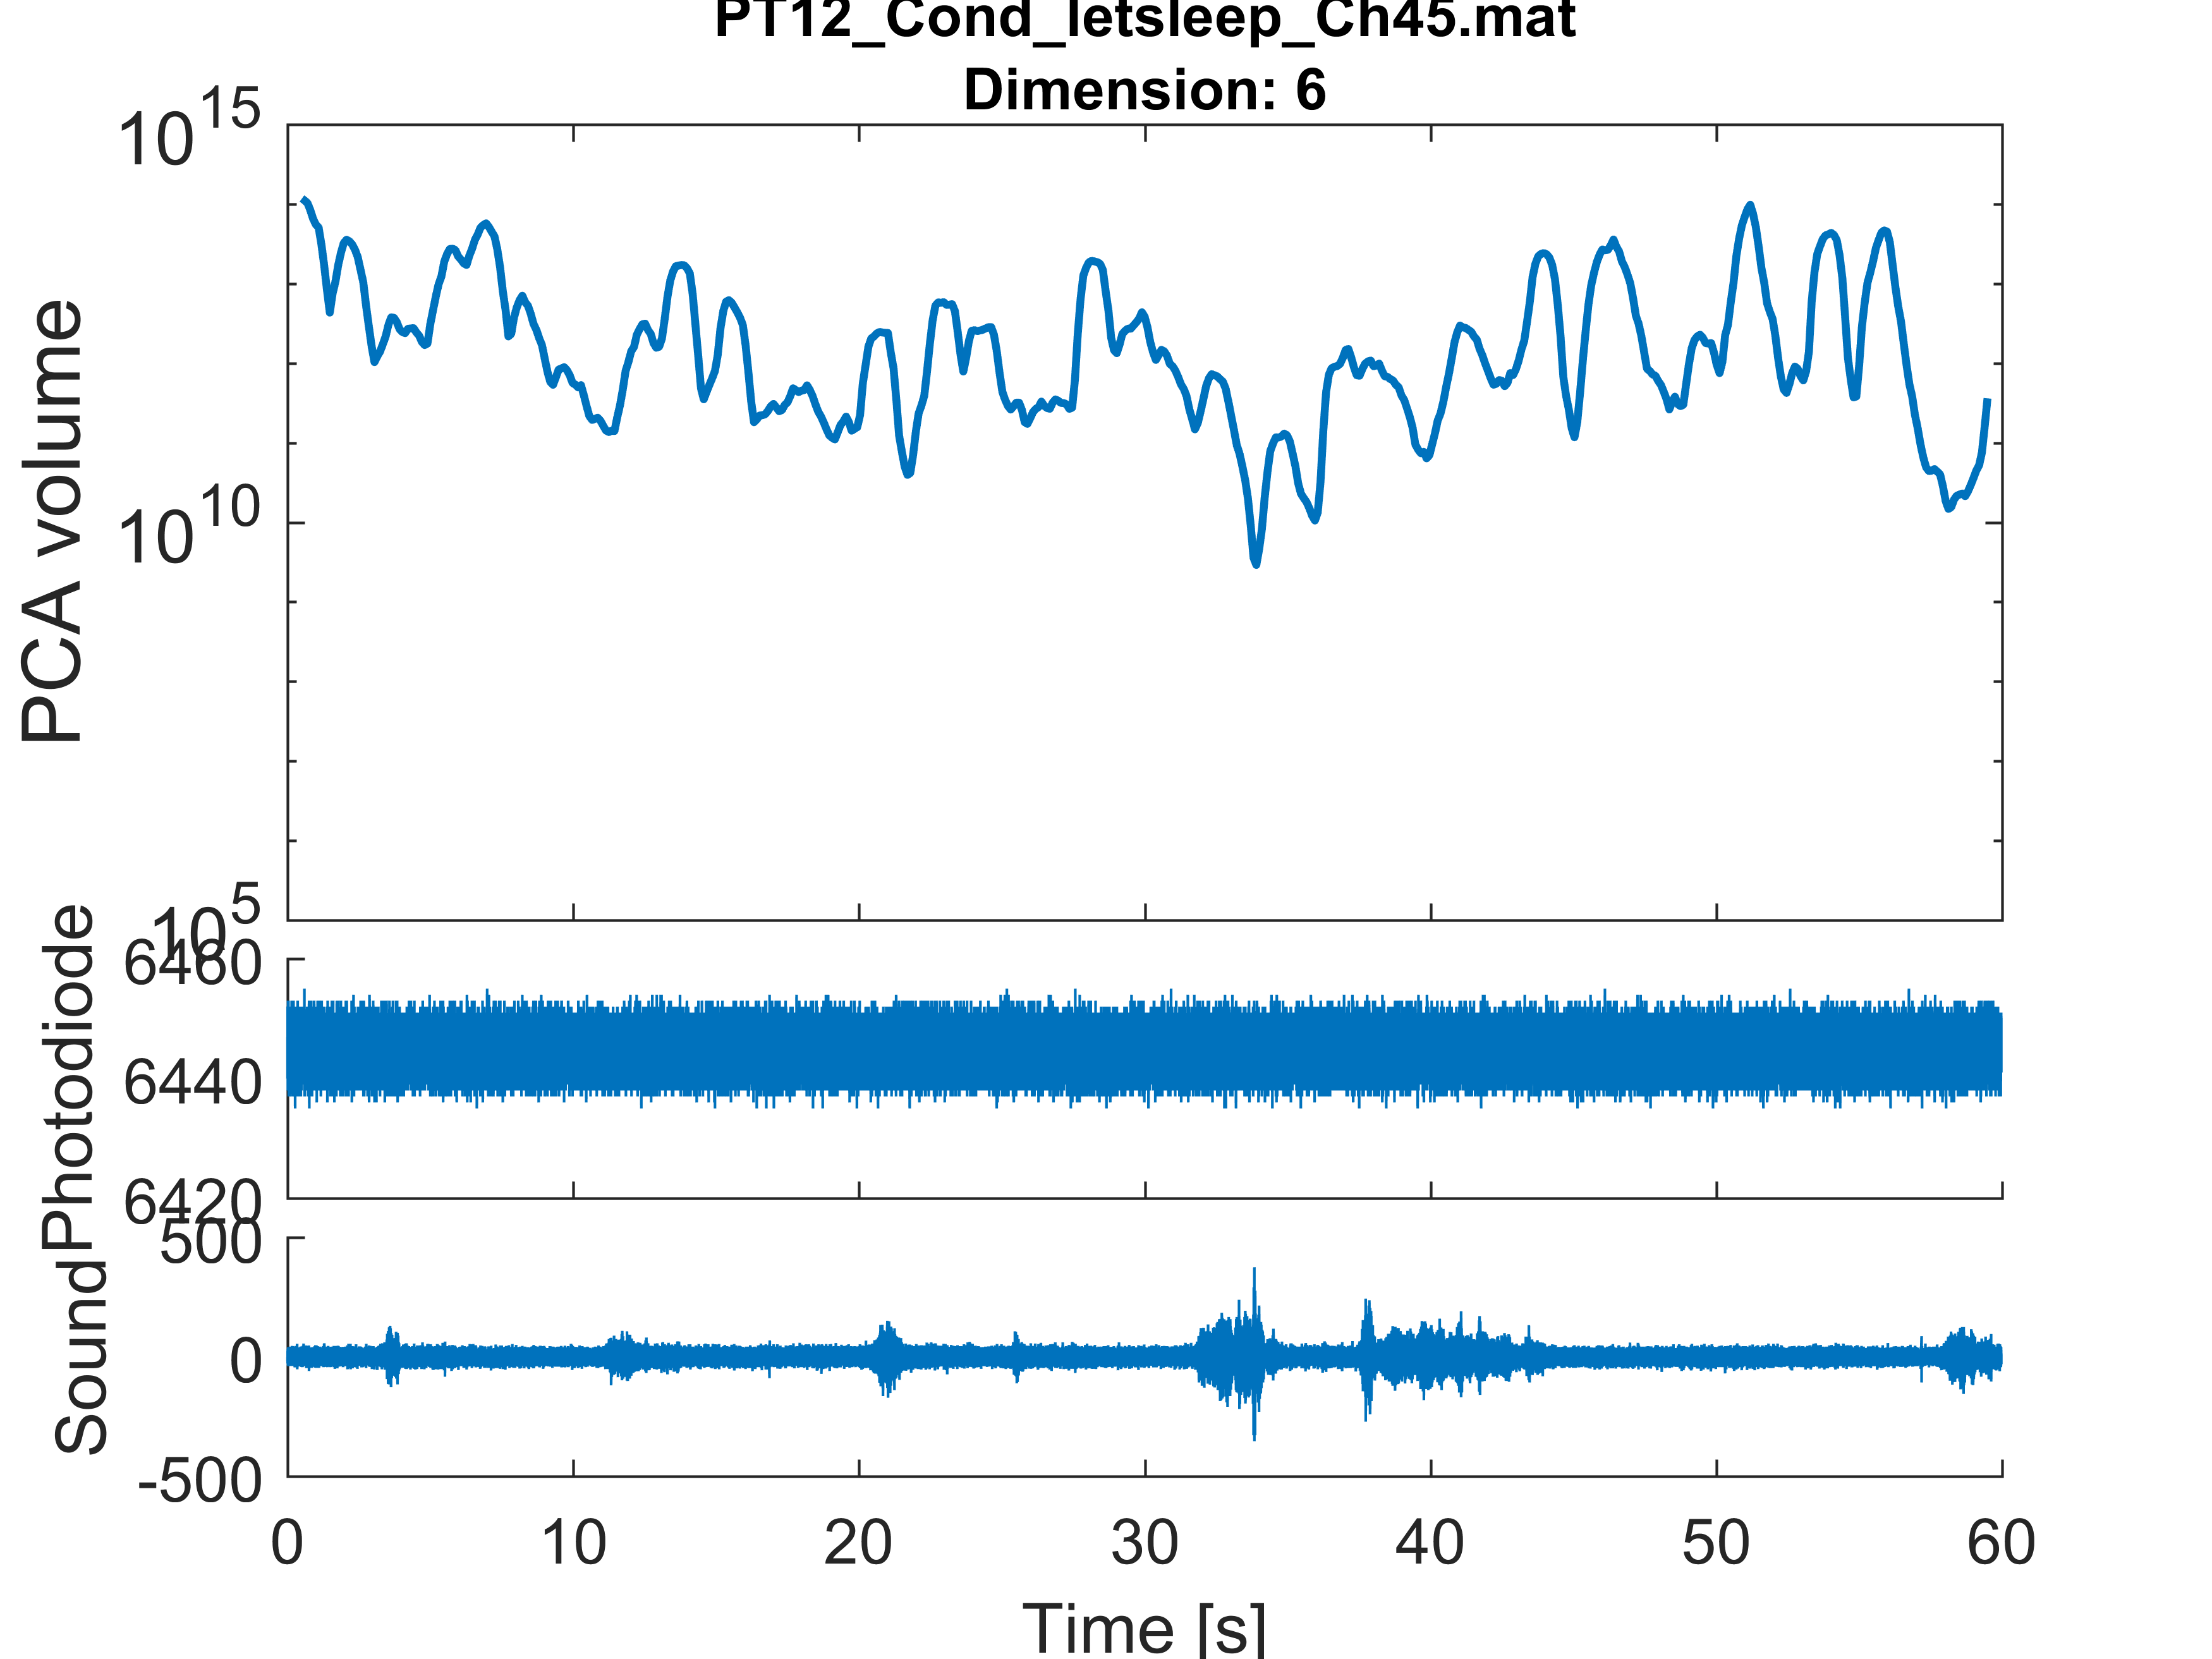 PT12_Cond_letsleep_Ch45.mat
Dimension: 6
10^15
10^10
10^5
PCA volume
6460
6440
6420
Photodiode
500
0
-500
Sound
0 10 20 30 40 50 60
Time [s]